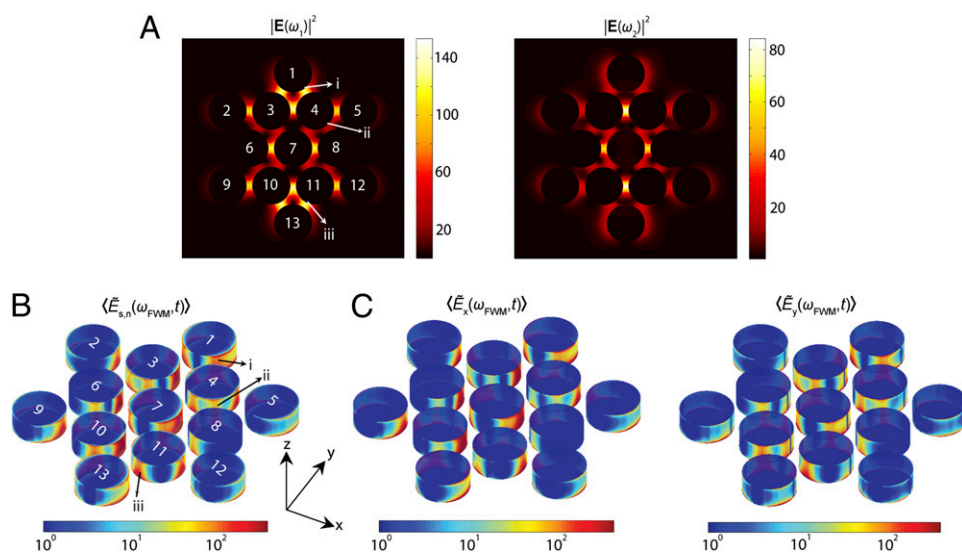 A
|E(ω₁)|²
|E(ω₂)|²
1
i
2 3 4 5
ii
6 7 8
9 10 11 12
13
iii
140
100
60
20
80
60
40
20
B
⟨Ẽs,n(ωFWM,t)⟩
C
⟨Ẽx(ωFWM,t)⟩
⟨Ẽy(ωFWM,t)⟩
2
1
3
i
4
ii
6
5
9
7
8
10
11
13
12
iii
z
y
x
10⁰ 10¹ 10²
10⁰ 10¹ 10²
10⁰ 10¹ 10²